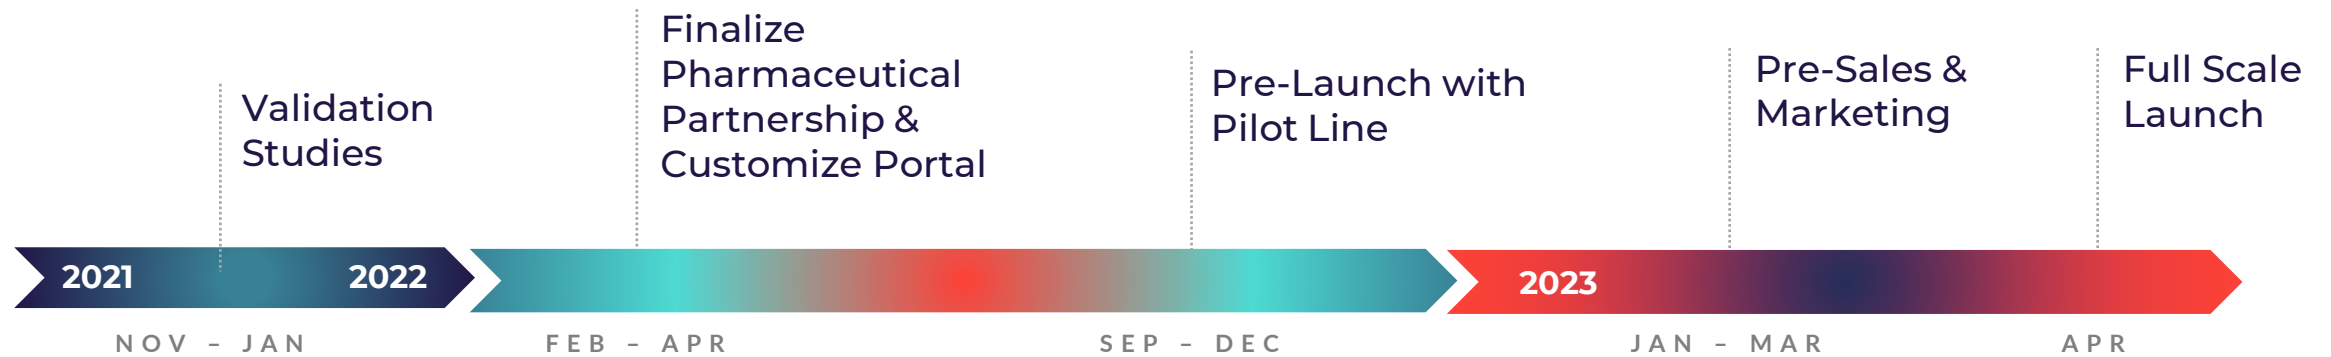 Validation
Studies
Finalize
Pharmaceutical
Partnership &
Customize Portal
Pre-Launch with
Pilot Line
Pre-Sales &
Marketing
Full Scale
Launch
2021
2022
2023
NOV – JAN
FEB – APR
SEP – DEC
JAN – MAR
APR